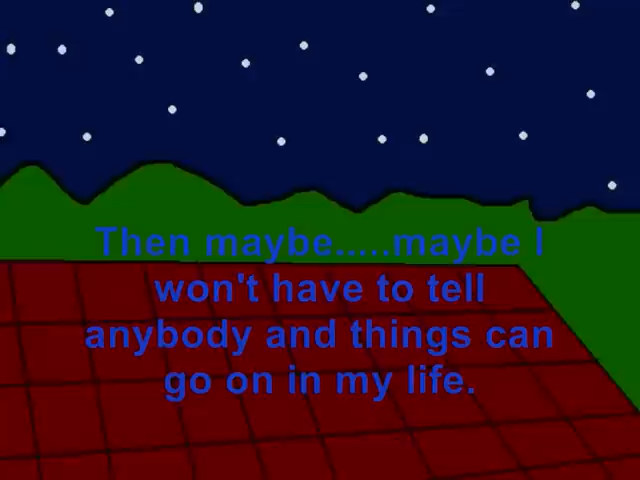 Then maybe.....maybe I
won't have to tell
anybody and things can
go on in my life.